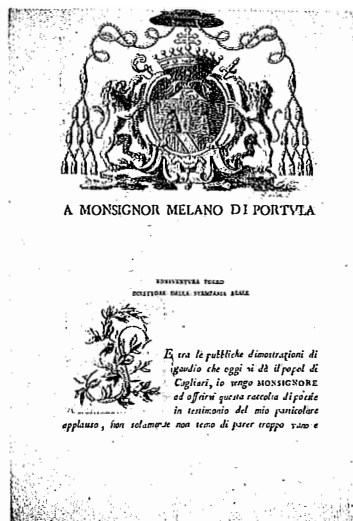 A MONSIGNOR MELANO DI PORTVLA
BONAVENTVRA PORRO
DIRETTORE DELLA STAMPERIA REALE
E tra le pubbliche dimostrazioni di
gaudio che oggi vi dà il popol di
Cagliari, io vengo MONSIGNORE
ad offrirvi questa raccolta di poesie
in testimonio del mio particolare
applauso, non solamente non temo di parer troppo vano e